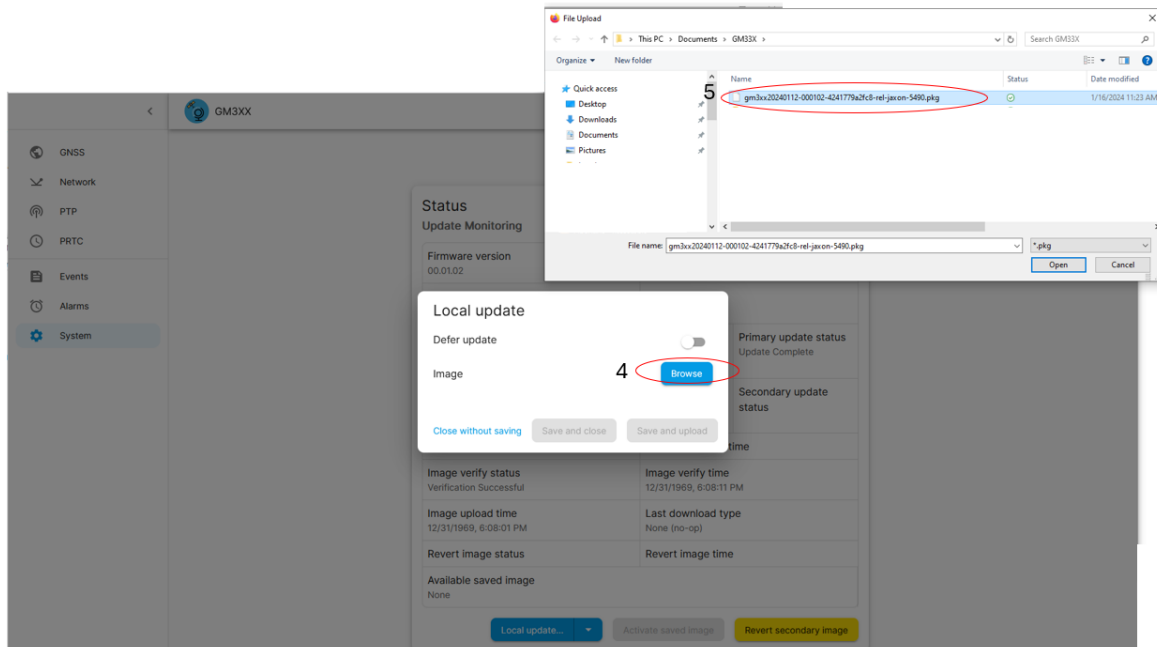 File Upload
This PC > Documents > GM33X >
Search GM33X
Organize
New folder
Quick access
Desktop
Downloads
Documents
Pictures
Name
Status
Date modified
5
gm3xx20240112-000102-4241779a2fc8-rel-jaxon-5490.pkg
1/16/2024 11:23 AM
File name:
gm3xx20240112-000102-4241779a2fc8-rel-jaxon-5490.pkg
*.pkg
Open
Cancel
GM3XX
GNSS
Network
PTP
PRTC
Events
Alarms
System
Status
Update Monitoring
Firmware version
00.01.02
Primary update status
Update Complete
Secondary update
status
time
Local update
Defer update
Image
4
Browse
Close without saving
Save and close
Save and upload
Image verify status
Verification Successful
Image verify time
12/31/1969, 6:08:11 PM
Image upload time
12/31/1969, 6:08:01 PM
Last download type
None (no-op)
Revert image status
Revert image time
Available saved image
None
Local update...
Activate saved image
Revert secondary image